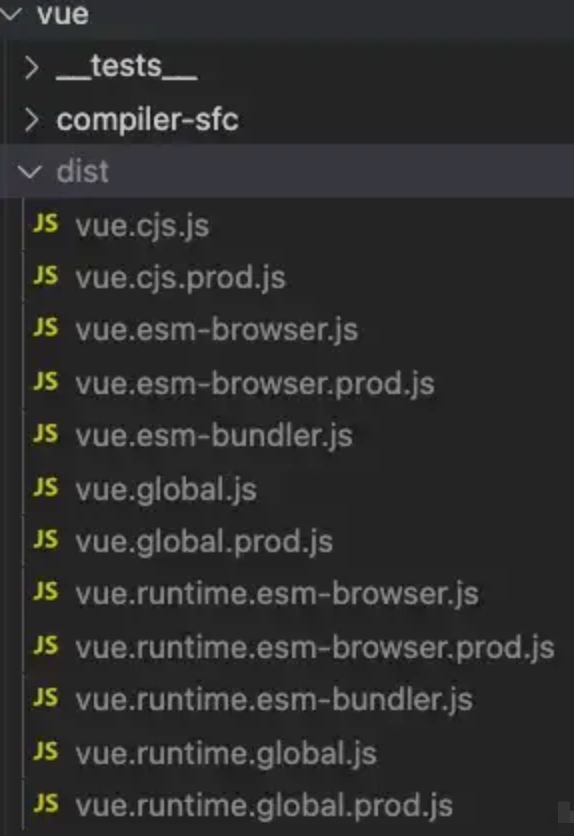 vue
__tests__
compiler-sfc
dist
JS vue.cjs.js
JS vue.cjs.prod.js
JS vue.esm-browser.js
JS vue.esm-browser.prod.js
JS vue.esm-bundler.js
JS vue.global.js
JS vue.global.prod.js
JS vue.runtime.esm-browser.js
JS vue.runtime.esm-browser.prod.js
JS vue.runtime.esm-bundler.js
JS vue.runtime.global.js
JS vue.runtime.global.prod.js